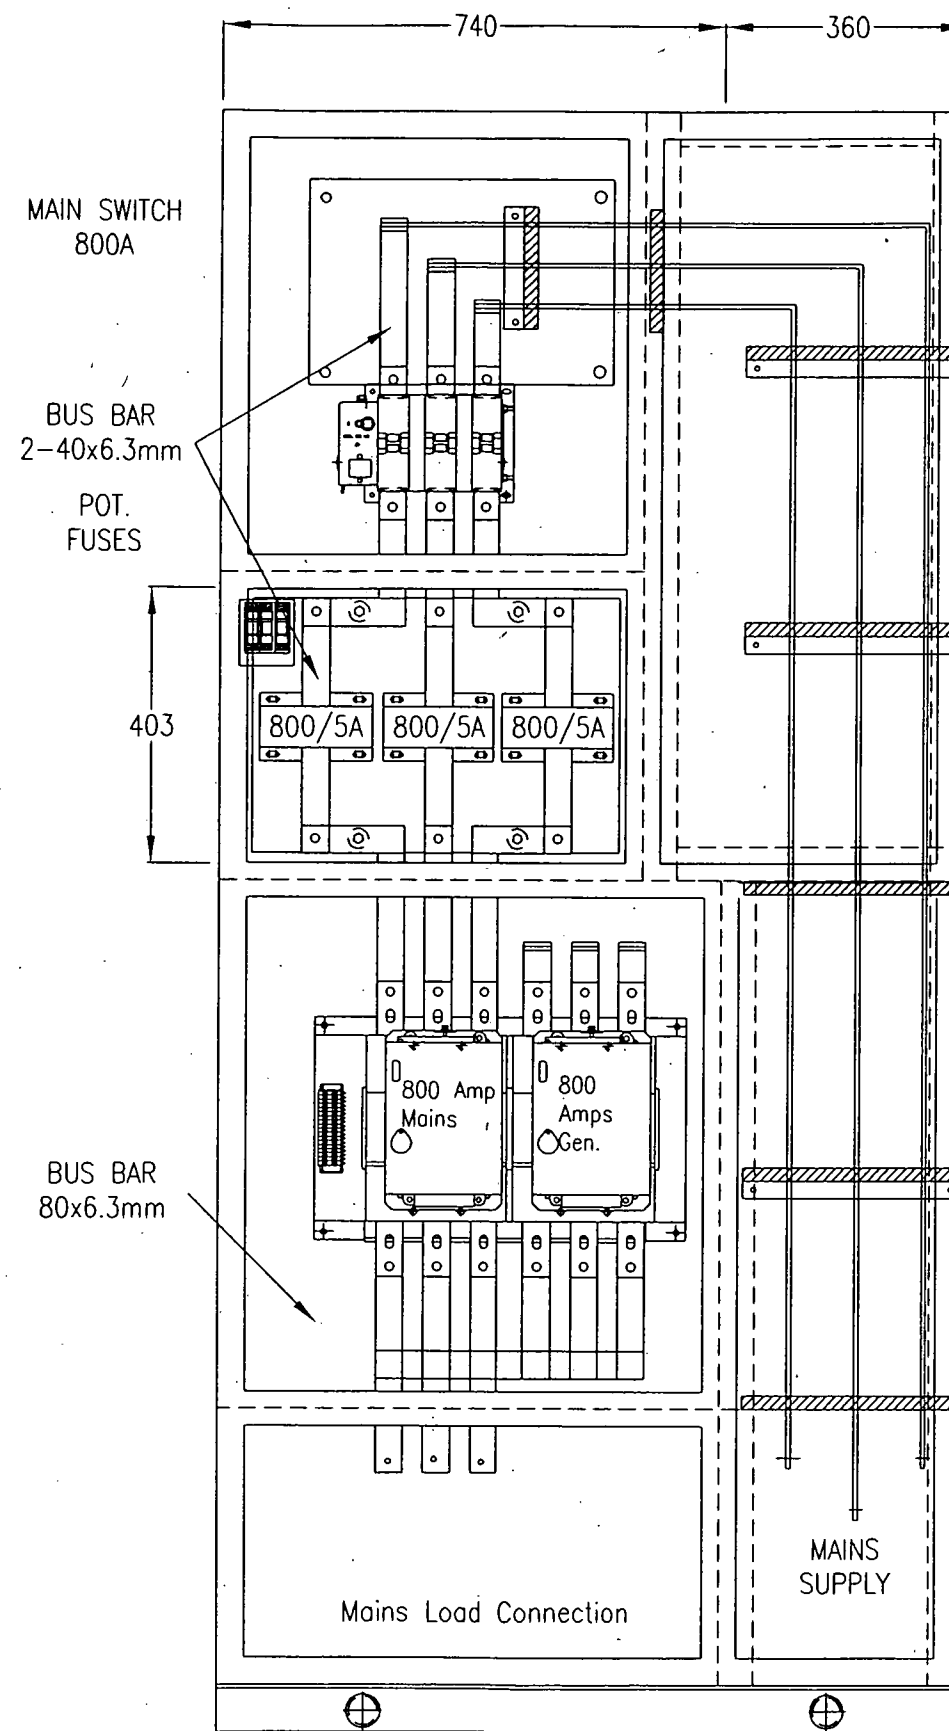 740
360
MAIN SWITCH
800A
BUS BAR
2-40x6.3mm
POT.
FUSES
403
800/5A
800/5A
800/5A
800 Amp
Mains
800
Amps
Gen.
BUS BAR
80x6.3mm
MAINS
SUPPLY
Mains Load Connection